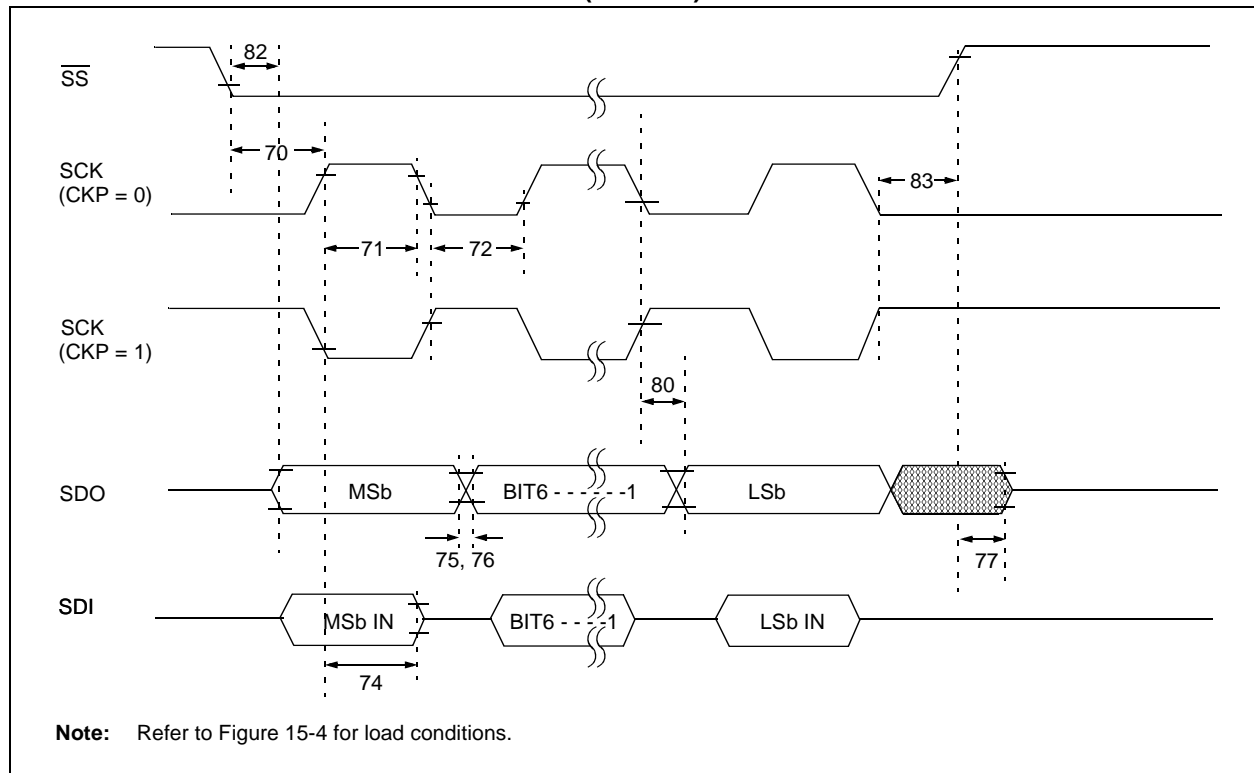 82
SS
70
SCK
(CKP = 0)
83
71
72
SCK
(CKP = 1)
80
SDO
MSb
BIT6 - - - - - -1
LSb
75, 76
77
SDI
MSb IN
BIT6 - - - -1
LSb IN
74
Note: Refer to Figure 15-4 for load conditions.